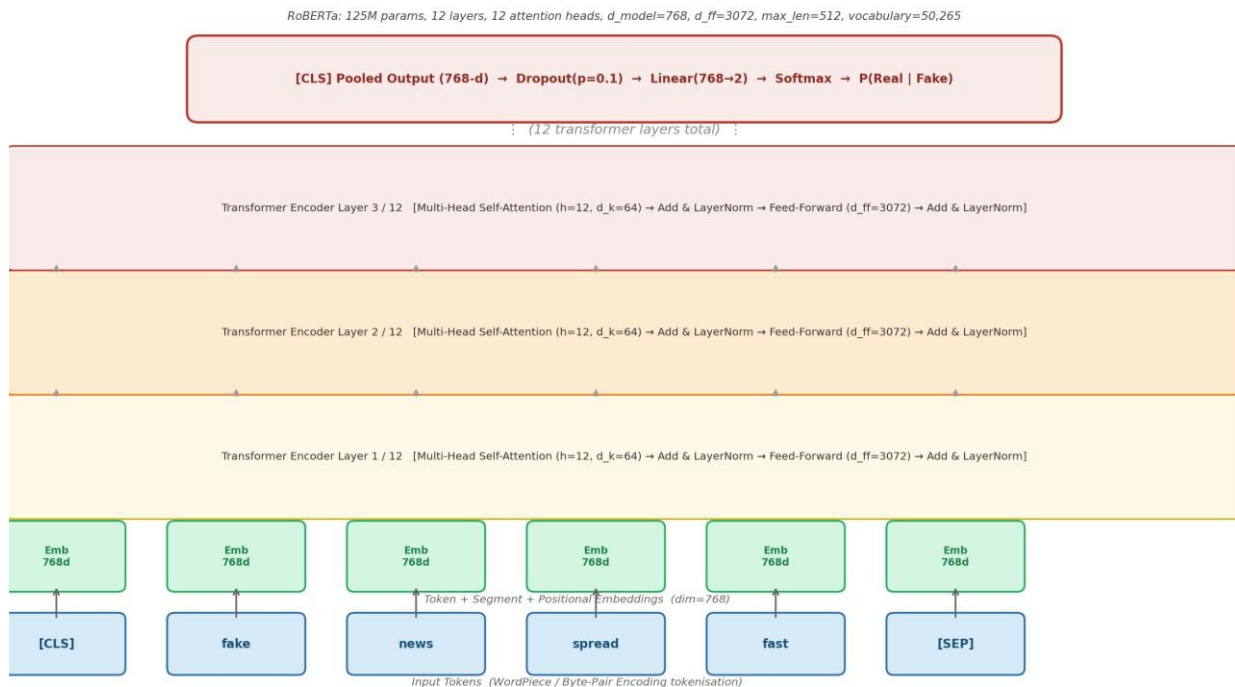 RoBERTa: 125M params, 12 layers, 12 attention heads, d_model=768, d_ff=3072, max_len=512, vocabulary=50,265
[CLS] Pooled Output (768-d) → Dropout(p=0.1) → Linear(768→2) → Softmax → P(Real | Fake)
⋮ (12 transformer layers total) ⋮
Transformer Encoder Layer 3 / 12 [Multi-Head Self-Attention (h=12, d_k=64) → Add & LayerNorm → Feed-Forward (d_ff=3072) → Add & LayerNorm]
Transformer Encoder Layer 2 / 12 [Multi-Head Self-Attention (h=12, d_k=64) → Add & LayerNorm → Feed-Forward (d_ff=3072) → Add & LayerNorm]
Transformer Encoder Layer 1 / 12 [Multi-Head Self-Attention (h=12, d_k=64) → Add & LayerNorm → Feed-Forward (d_ff=3072) → Add & LayerNorm]
Emb
768d
Emb
768d
Emb
768d
Emb
768d
Emb
768d
Emb
768d
Token + Segment + Positional Embeddings (dim=768)
[CLS]
fake
news
spread
fast
[SEP]
Input Tokens (WordPiece / Byte-Pair Encoding tokenisation)